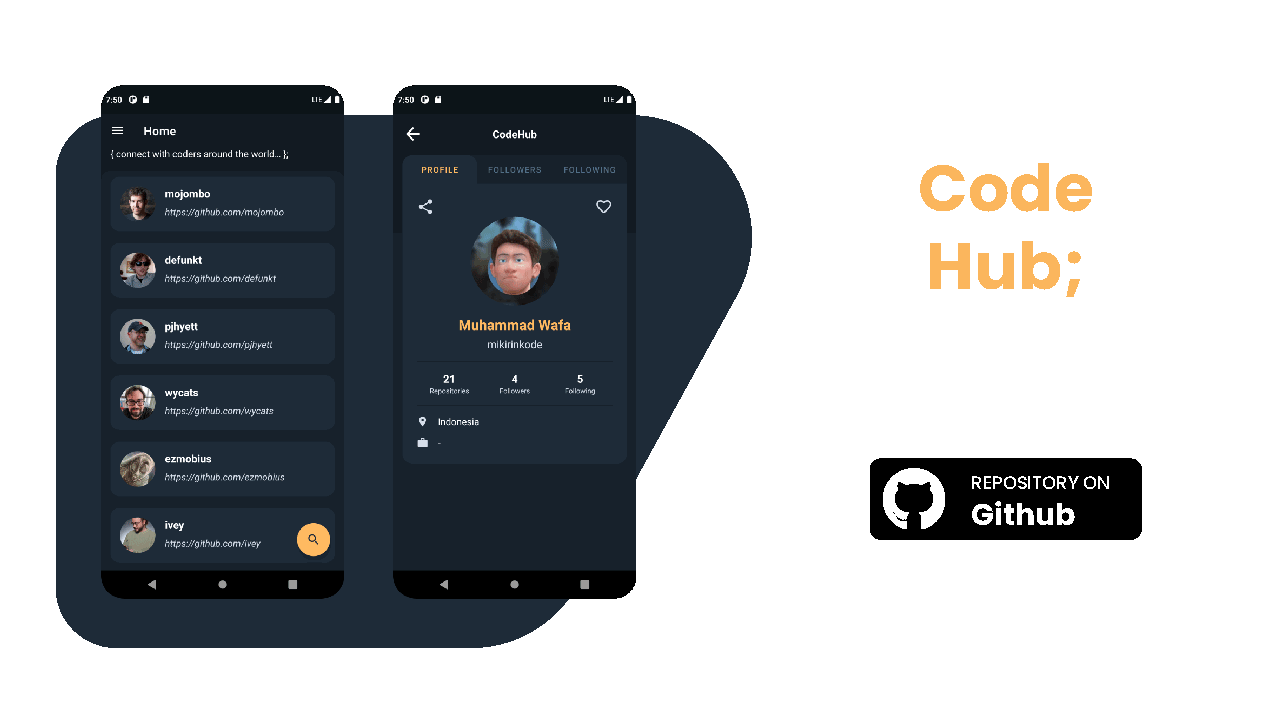 7:50
LTE
Home
{ connect with coders around the world... };
mojombo
https://github.com/mojombo
defunkt
https://github.com/defunkt
pjhyett
https://github.com/pjhyett
wycats
https://github.com/wycats
ezmobius
https://github.com/ezmobius
ivey
https://github.com/ivey
7:50
LTE
CodeHub
PROFILE FOLLOWERS FOLLOWING
Muhammad Wafa
mikirinkode
21 4 5
Repositories Followers Following
Indonesia
-
Code
Hub;
REPOSITORY ON
Github